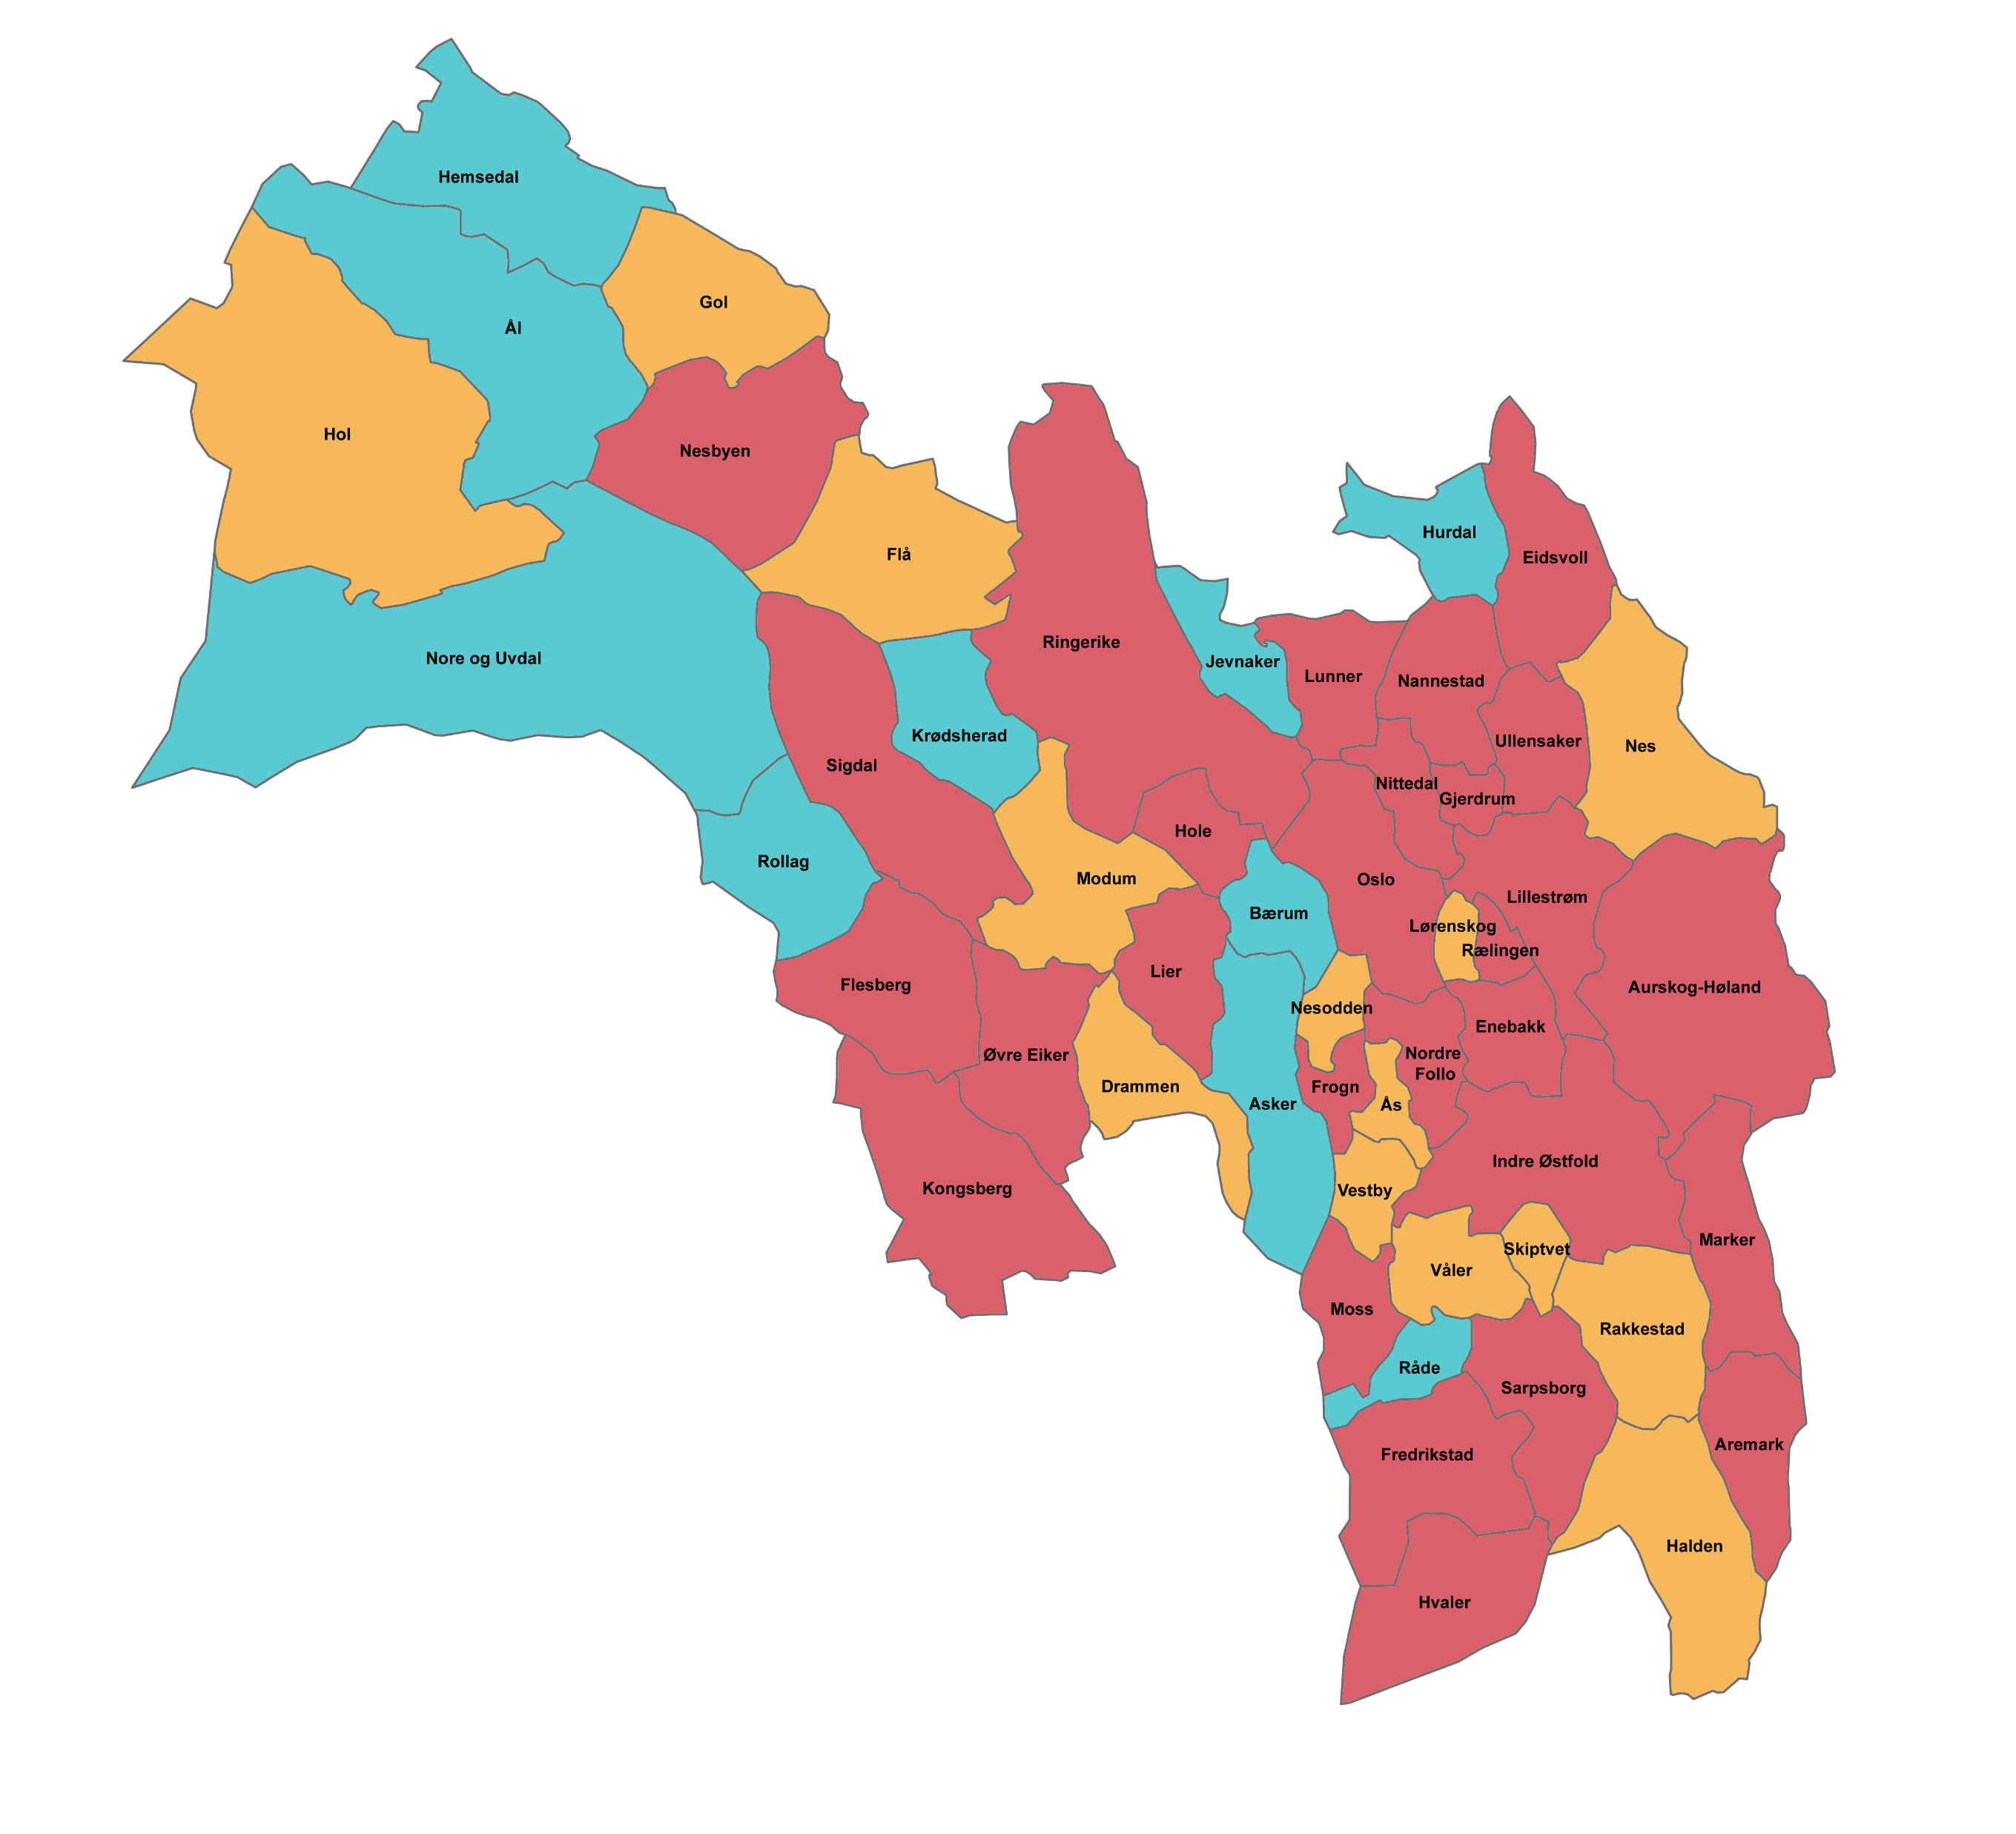 Hemsedal
Gol
Ål
Hol
Nesbyen
Hurdal
Flå
Eidsvoll
Ringerike
Nore og Uvdal
Jevnaker
Lunner
Nannestad
Krødsherad
Ullensaker
Nes
Sigdal
Nittedal
Gjerdrum
Hole
Rollag
Modum
Oslo
Lillestrøm
Bærum
Lørenskog
Rælingen
Lier
Flesberg
Aurskog-Høland
Nesodden
Enebakk
Øvre Eiker
Nordre
Follo
Drammen
Frogn
Asker
Ås
Indre Østfold
Kongsberg
Vestby
Marker
Skiptvet
Våler
Moss
Rakkestad
Råde
Sarpsborg
Aremark
Fredrikstad
Halden
Hvaler